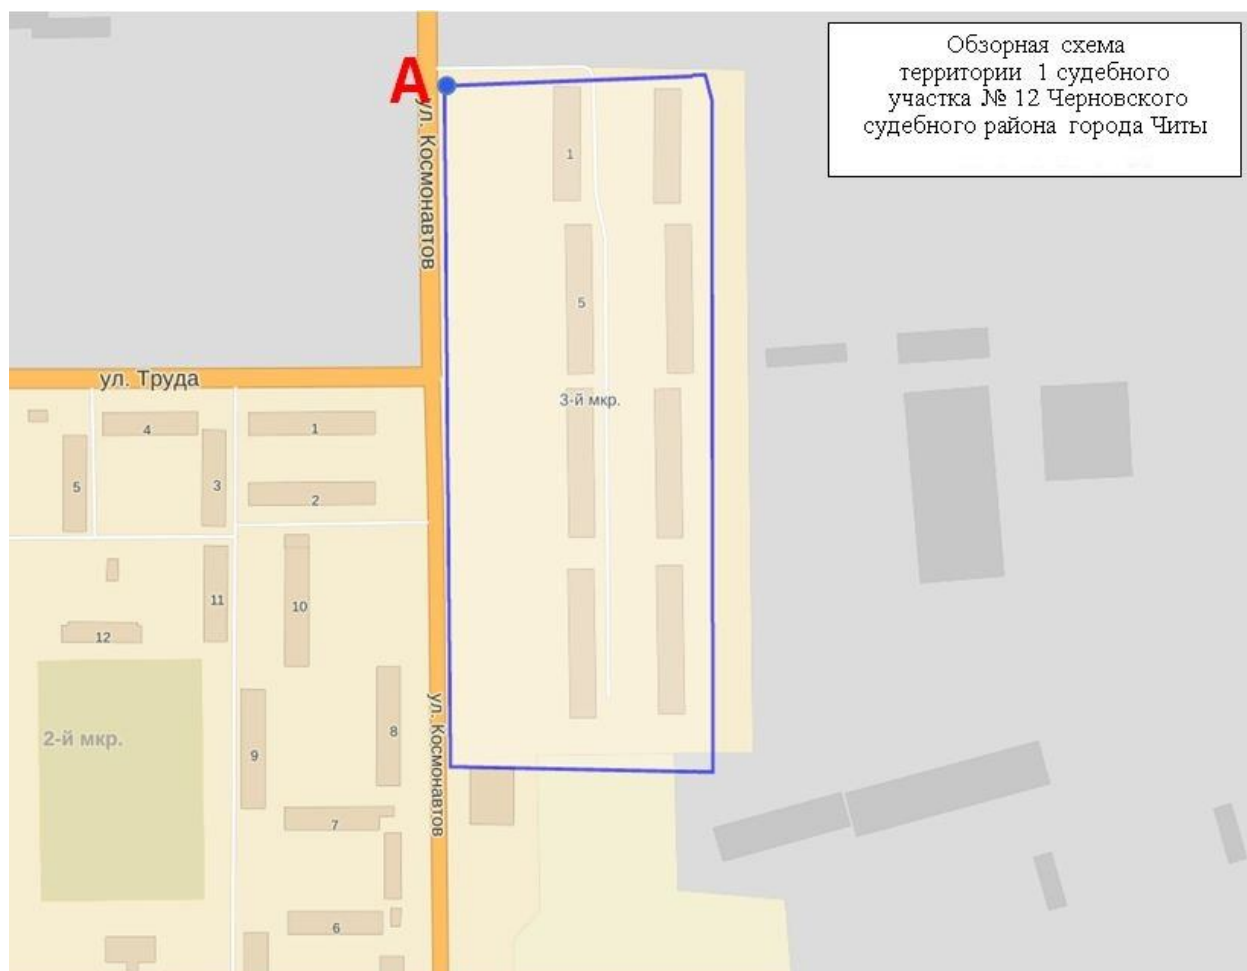 Обзорная схема
территории 1 судебного
участка № 12 Черновского
судебного района города Читы
А
ул. Космонавтов
1
5
3-й мкр.
ул. Труда
4
1
5
3
2
11
10
12
2-й мкр.
9
8
ул. Космонавтов
7
6